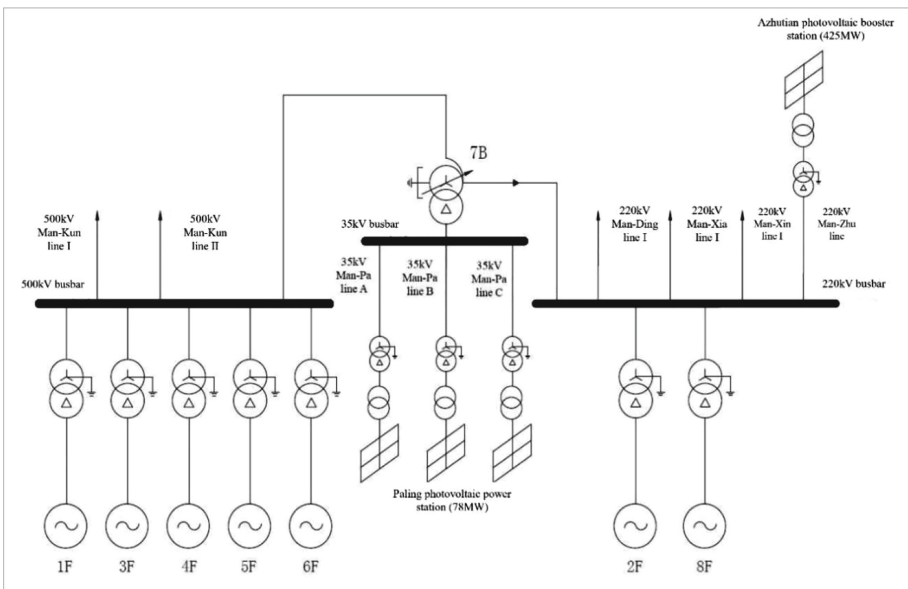 Azhutian photovoltaic booster
station (425MW)
7B
500kV
Man-Kun
line I
500kV
Man-Kun
line II
35kV busbar
220kV
Man-Ding
line I
220kV
Man-Xia
line I
220kV
Man-Xin
line I
220kV
Man-Zhu
line
35kV
Man-Pa
line A
35kV
Man-Pa
line B
35kV
Man-Pa
line C
500kV busbar
220kV busbar
Paling photovoltaic power
station (78MW)
1F
3F
4F
5F
6F
2F
8F